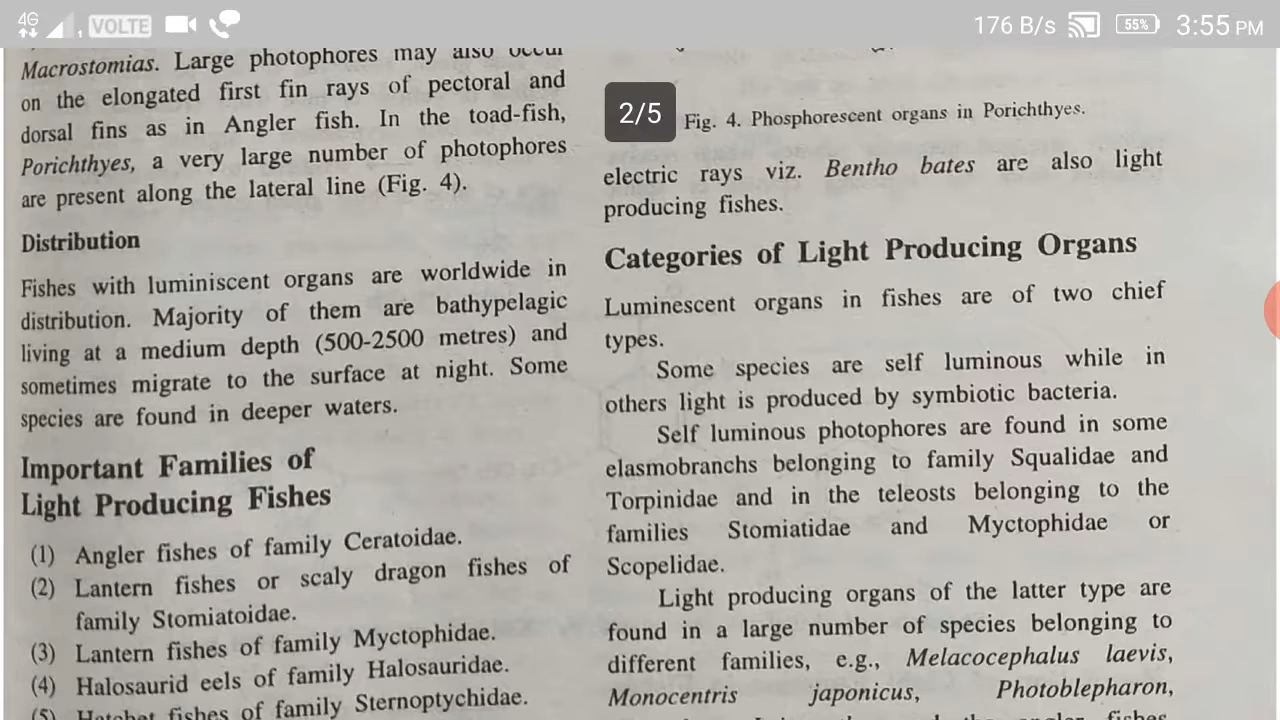 4G VOLTE 176 B/s 55% 3:55 PM
Macrostomias. Large photophores may also occur
on the elongated first fin rays of pectoral and
dorsal fins as in Angler fish. In the toad-fish,
Porichthyes, a very large number of photophores
are present along the lateral line (Fig. 4).
Distribution
Fishes with luminiscent organs are worldwide in
distribution. Majority of them are bathypelagic
living at a medium depth (500-2500 metres) and
sometimes migrate to the surface at night. Some
species are found in deeper waters.
Important Families of
Light Producing Fishes
(1) Angler fishes of family Ceratoidae.
(2) Lantern fishes or scaly dragon fishes of
family Stomiatoidae.
(3) Lantern fishes of family Myctophidae.
(4) Halosaurid eels of family Halosauridae.
(5) Hatchet fishes of family Sternoptychidae.
2/5
Fig. 4. Phosphorescent organs in Porichthyes.
electric rays viz. Bentho bates are also light
producing fishes.
Categories of Light Producing Organs
Luminescent organs in fishes are of two chief
types.
Some species are self luminous while in
others light is produced by symbiotic bacteria.
Self luminous photophores are found in some
elasmobranchs belonging to family Squalidae and
Torpinidae and in the teleosts belonging to the
families Stomiatidae and Myctophidae or
Scopelidae.
Light producing organs of the latter type are
found in a large number of species belonging to
different families, e.g., Melacocephalus laevis,
Monocentris japonicus, Photoblepharon,
angler fishes